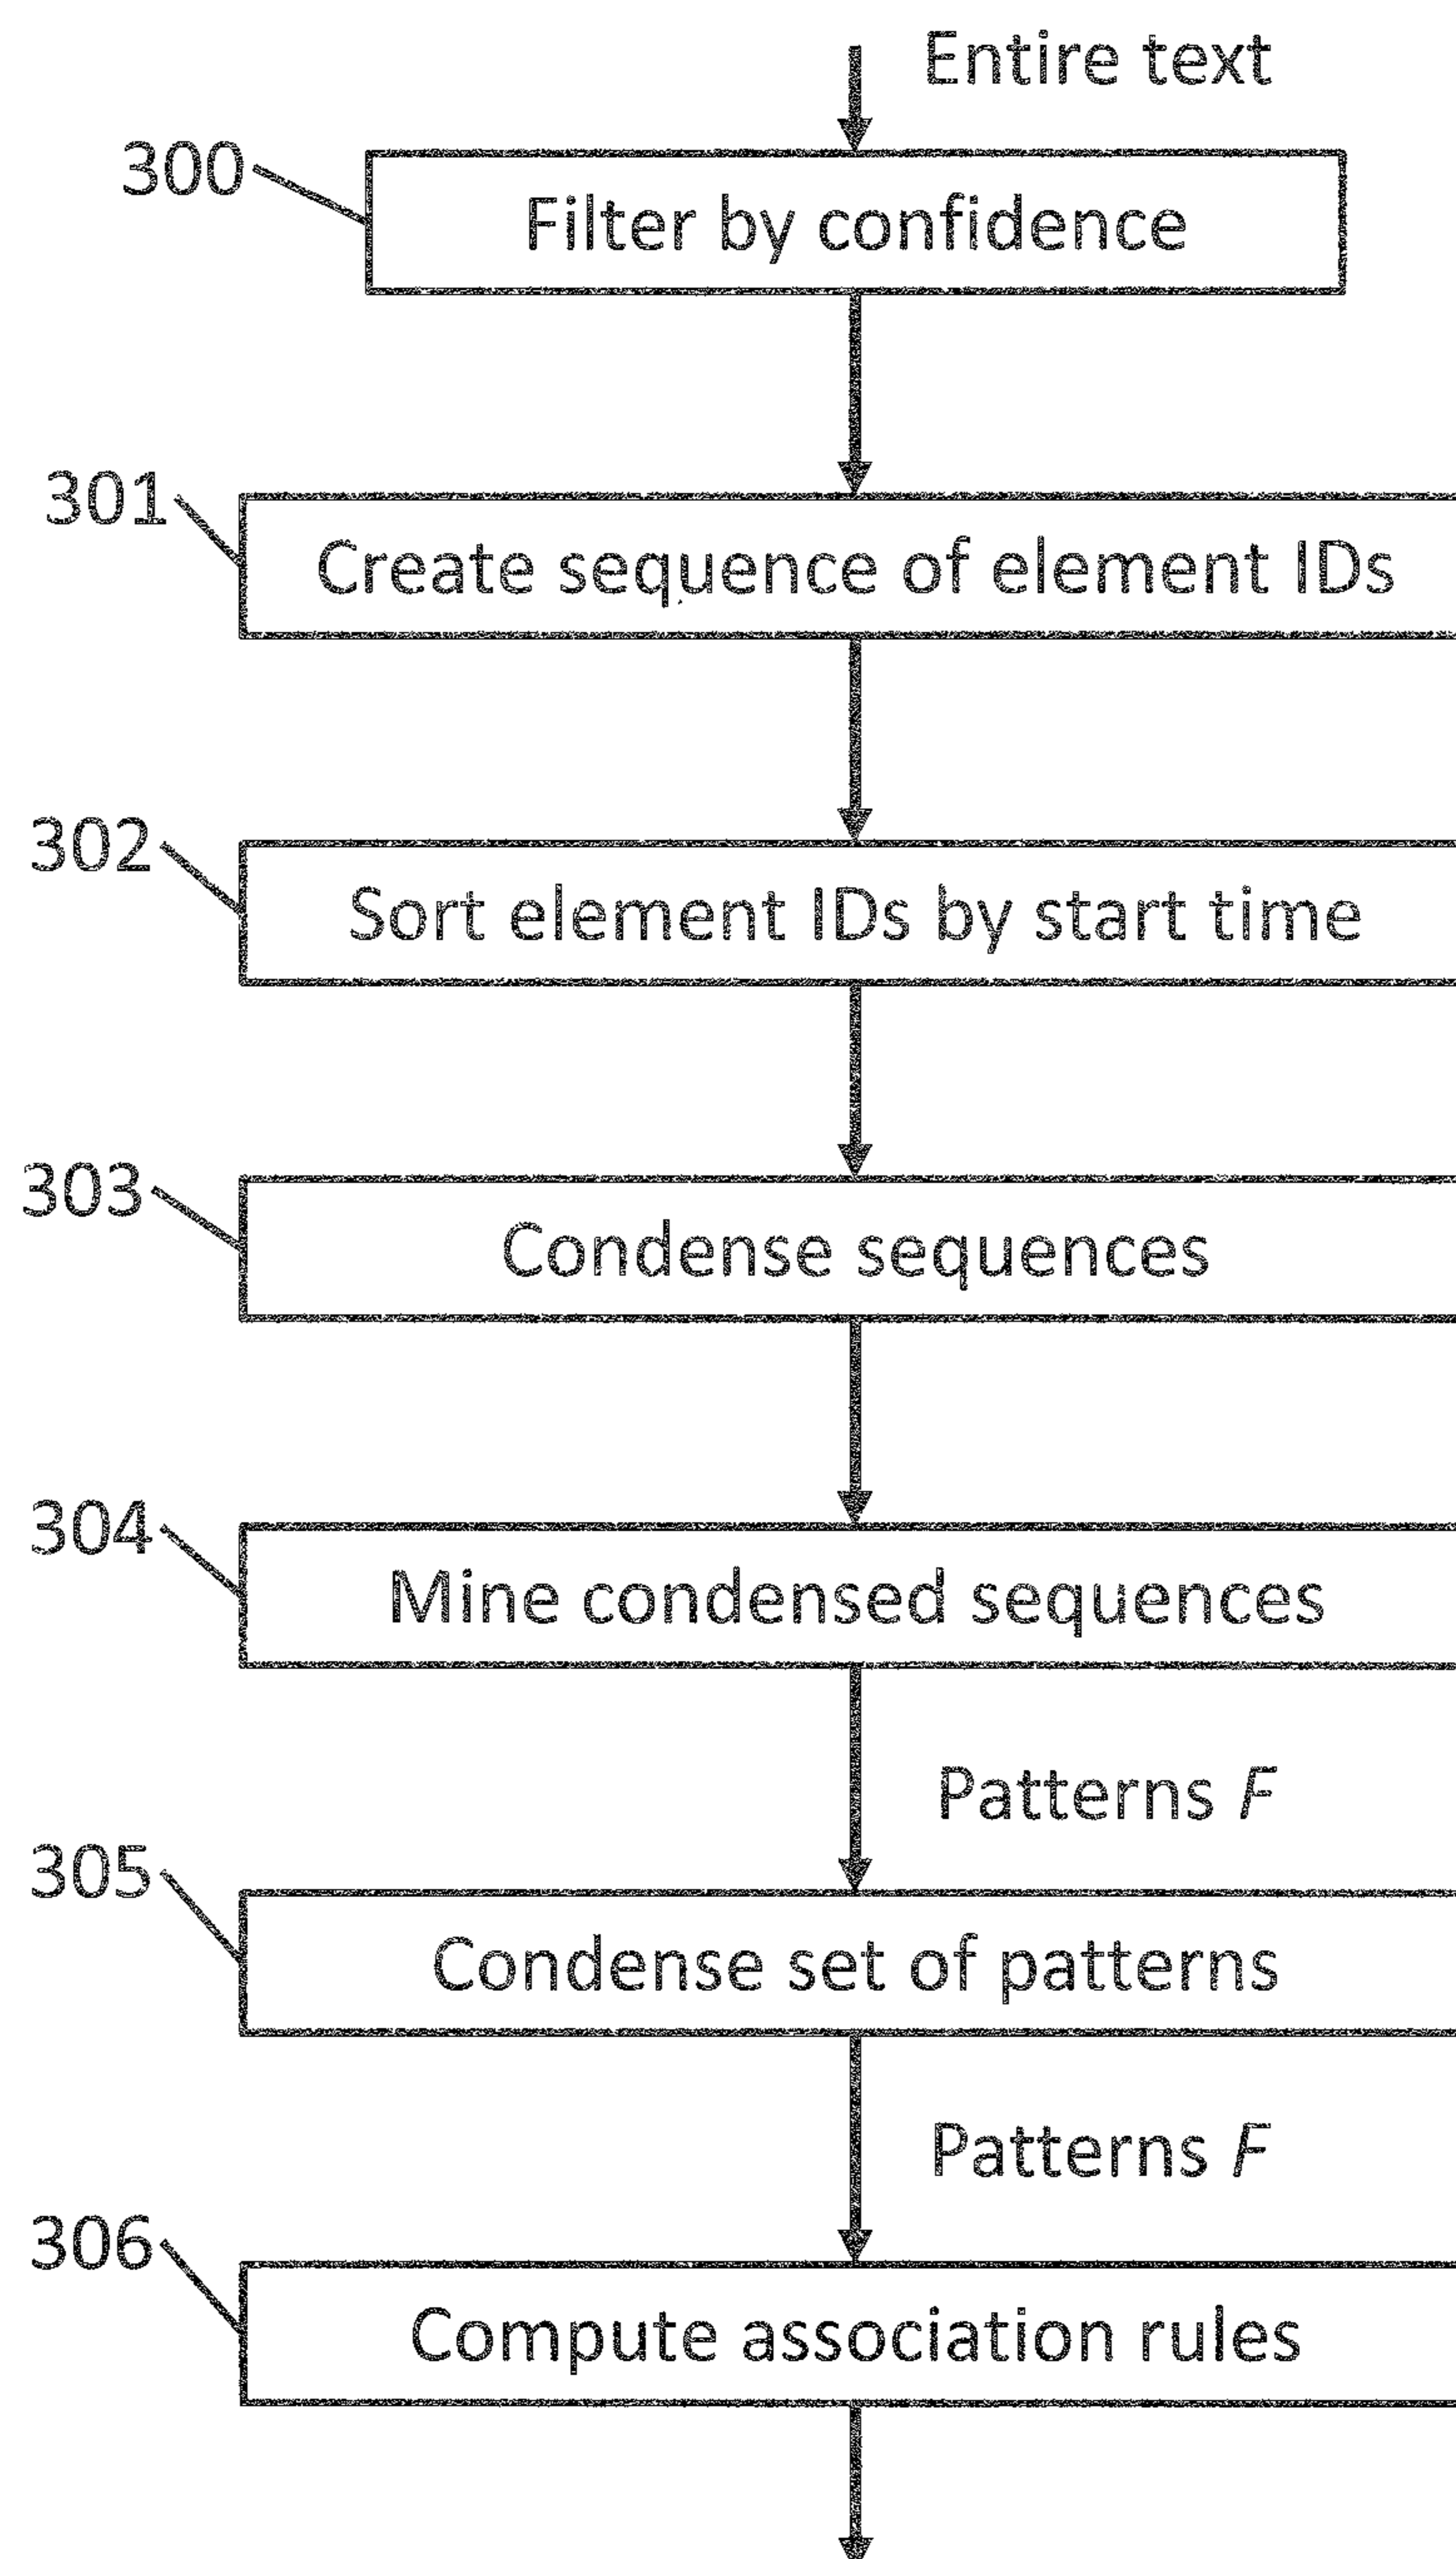 Entire text
300
Filter by confidence
301
Create sequence of element IDs
302
Sort element IDs by start time
303
Condense sequences
304
Mine condensed sequences
Patterns F
305
Condense set of patterns
Patterns F
306
Compute association rules